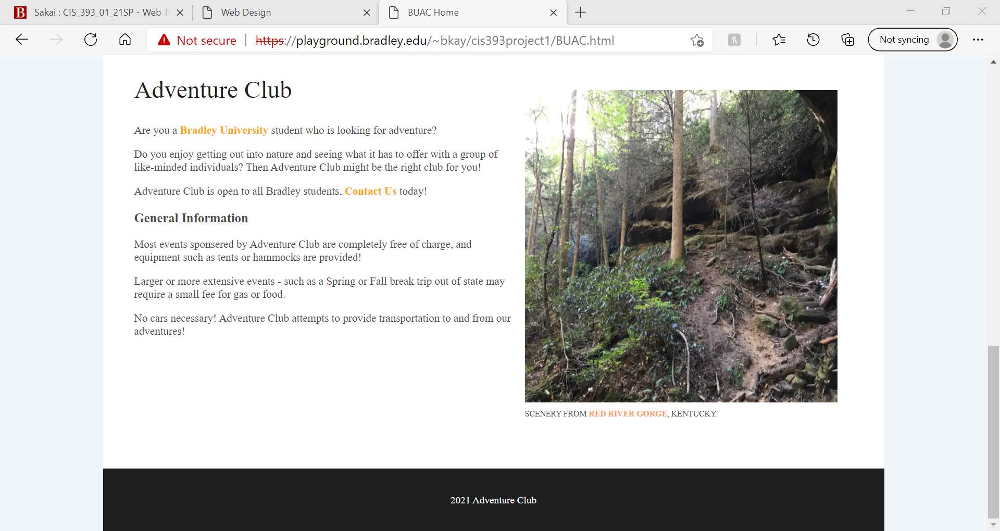 B Sakai : CIS_393_01_21SP - Web T
Web Design
BUAC Home
Not secure
https://playground.bradley.edu/~bkay/cis393project1/BUAC.html
Not syncing
Adventure Club
Are you a Bradley University student who is looking for adventure?
Do you enjoy getting out into nature and seeing what it has to offer with a group of
like-minded individuals? Then Adventure Club might be the right club for you!
Adventure Club is open to all Bradley students, Contact Us today!
General Information
Most events sponsered by Adventure Club are completely free of charge, and
equipment such as tents or hammocks are provided!
Larger or more extensive events - such as a Spring or Fall break trip out of state may
require a small fee for gas or food.
No cars necessary! Adventure Club attempts to provide transportation to and from our
adventures!
SCENERY FROM RED RIVER GORGE, KENTUCKY.
2021 Adventure Club